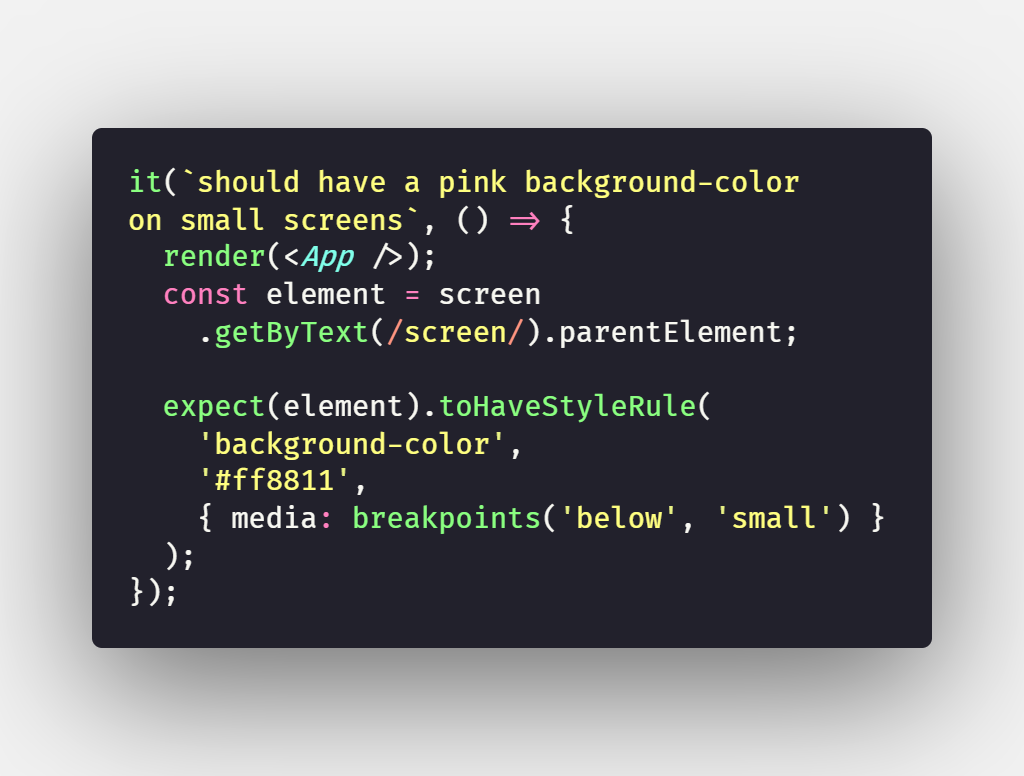 it(`should have a pink background-color
on small screens`, () => {
  render(<App />);
  const element = screen
    .getByText(/screen/).parentElement;

  expect(element).toHaveStyleRule(
    'background-color',
    '#ff8811',
    { media: breakpoints('below', 'small') }
  );
});